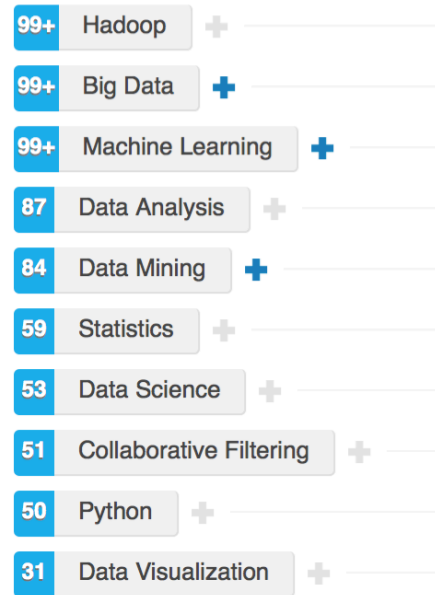 99+ Hadoop
99+ Big Data
99+ Machine Learning
87 Data Analysis
84 Data Mining
59 Statistics
53 Data Science
51 Collaborative Filtering
50 Python
31 Data Visualization